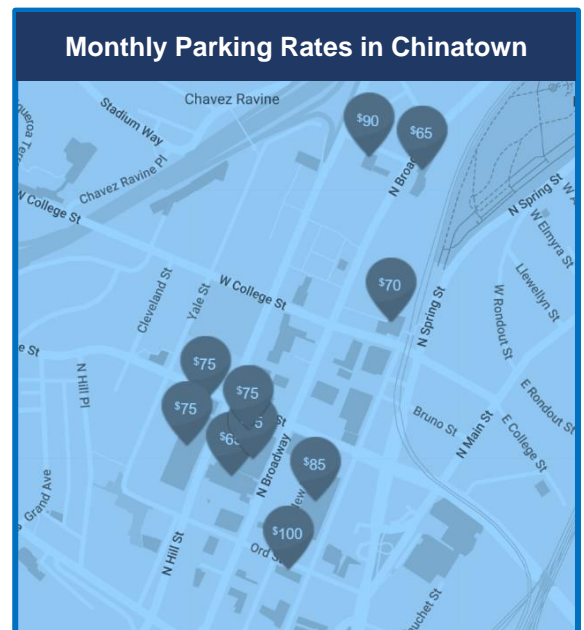 Monthly Parking Rates in Chinatown
Chavez Ravine
Stadium Way
$90
$65
Chavez Ravine Pl
N Spring St
W Elmyra St
W College St
Llewellyn St
W College St
Cleveland St
Yale St
$70
N Spring St
W Rondout St
$75
$75
$75
N Hill Pl
Bruno St
N Main St
E Rondout St
E College St
N Broadway
$85
Grand Ave
$100
Ord
N Hill St